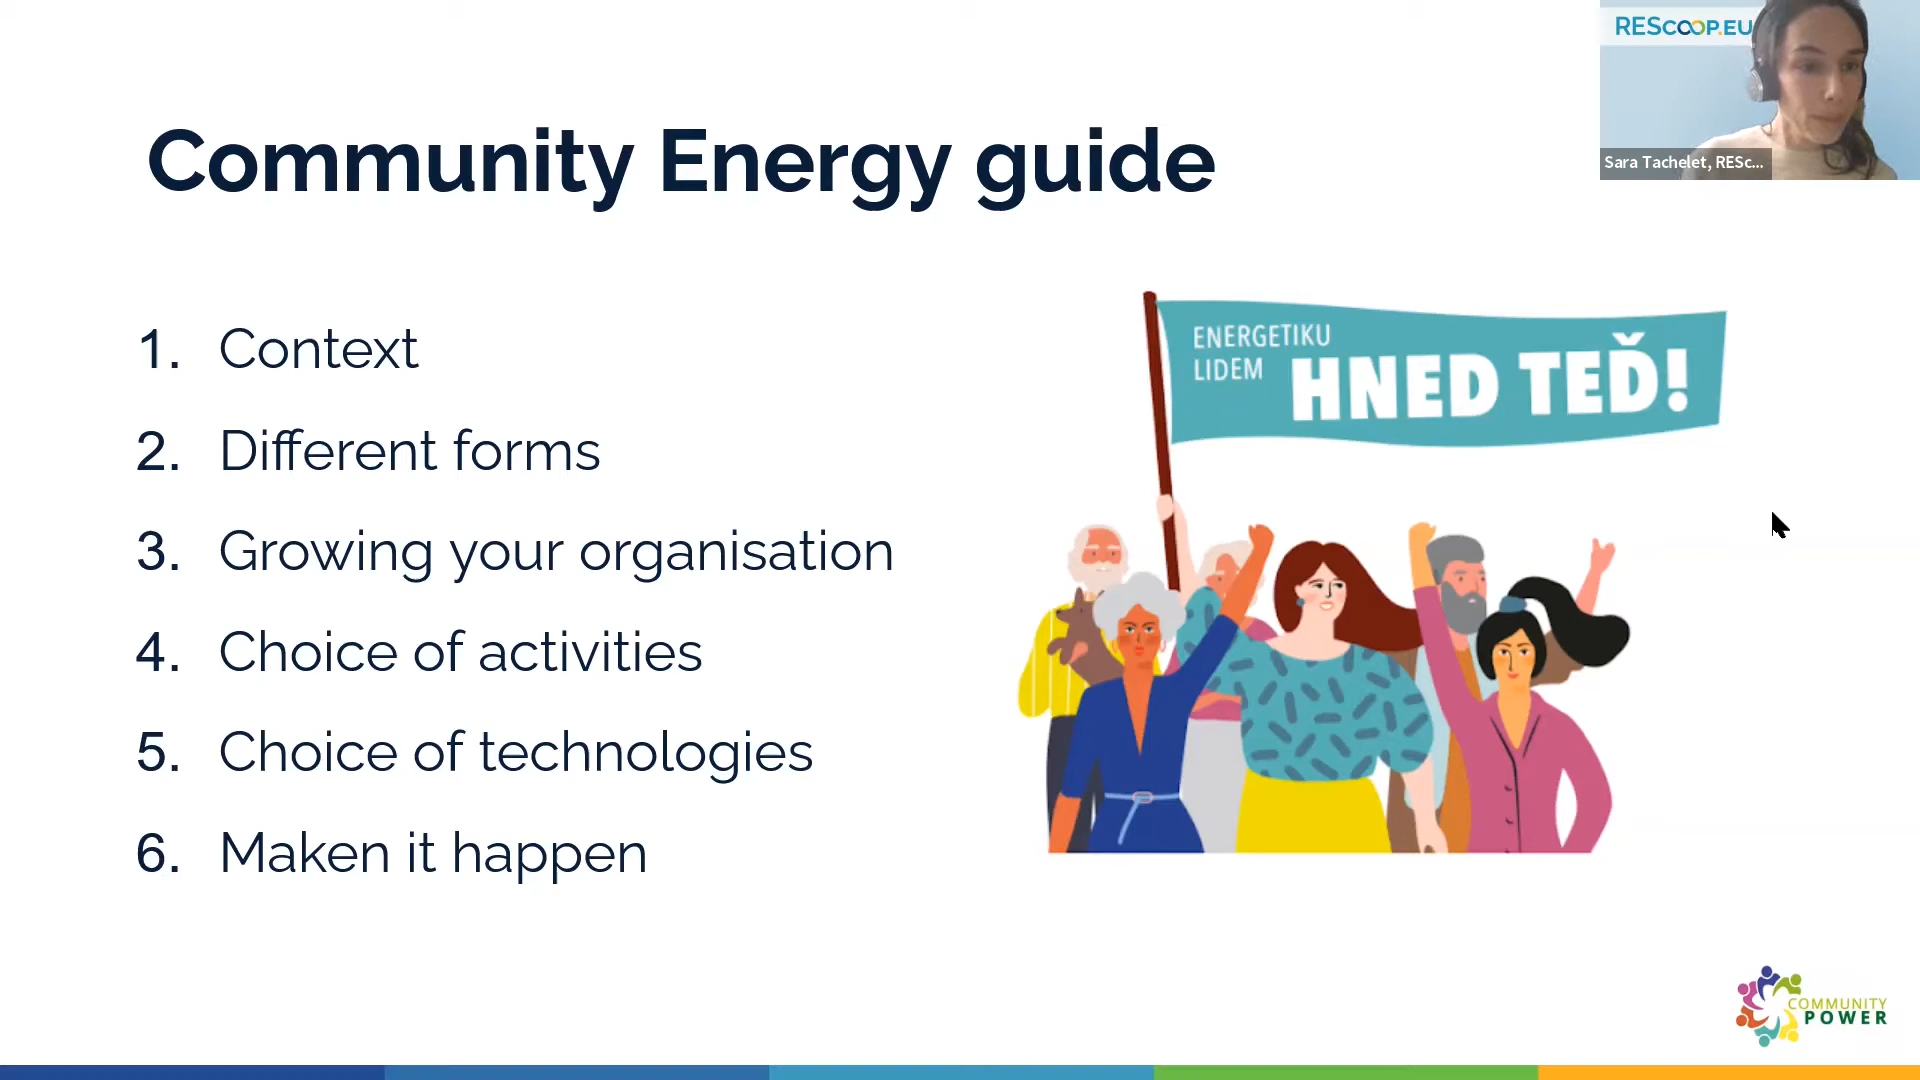 REScoop.EU
Sara Tachelet, RESc...
Community Energy guide
1. Context
2. Different forms
3. Growing your organisation
4. Choice of activities
5. Choice of technologies
6. Maken it happen
ENERGETIKU
LIDEM
HNED TEĎ!
COMMUNITY
POWER